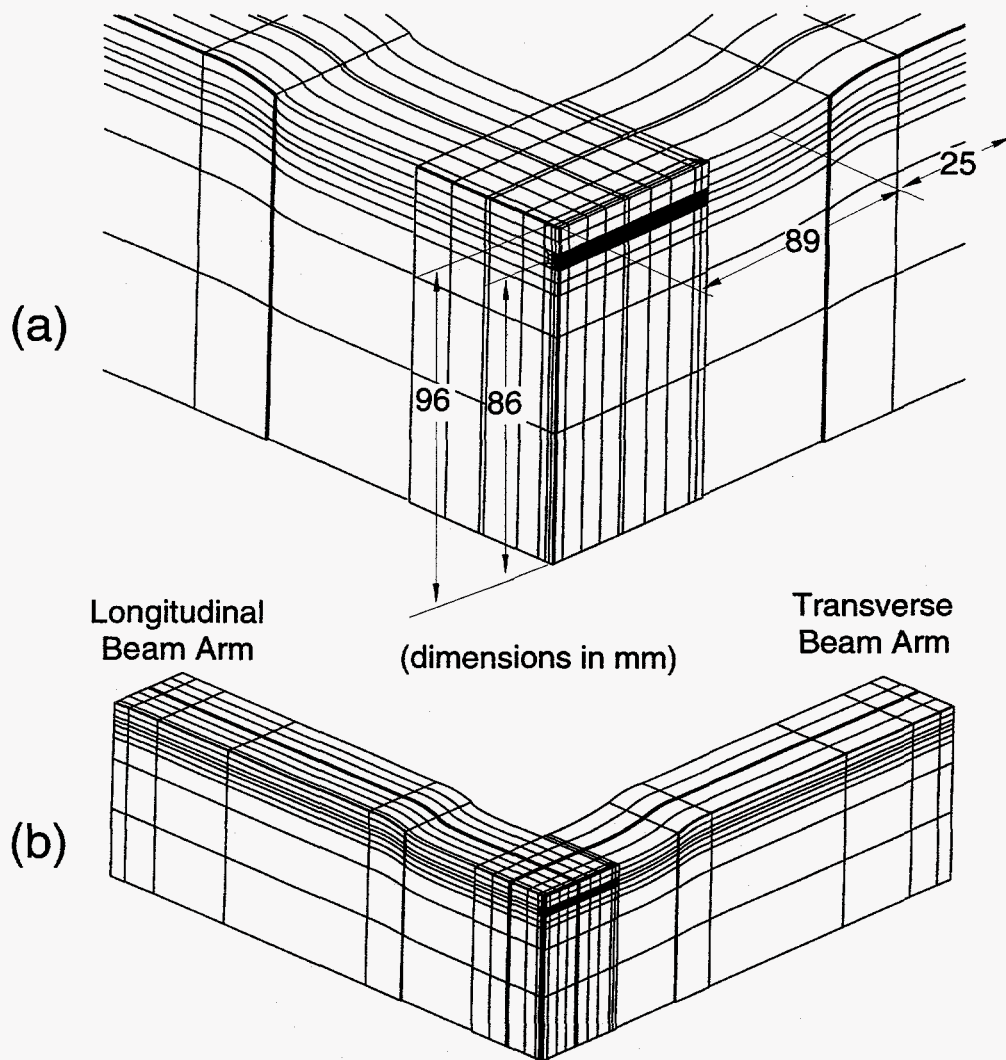 25
89
(a)
96
86
Longitudinal
Beam Arm
(dimensions in mm)
Transverse
Beam Arm
(b)